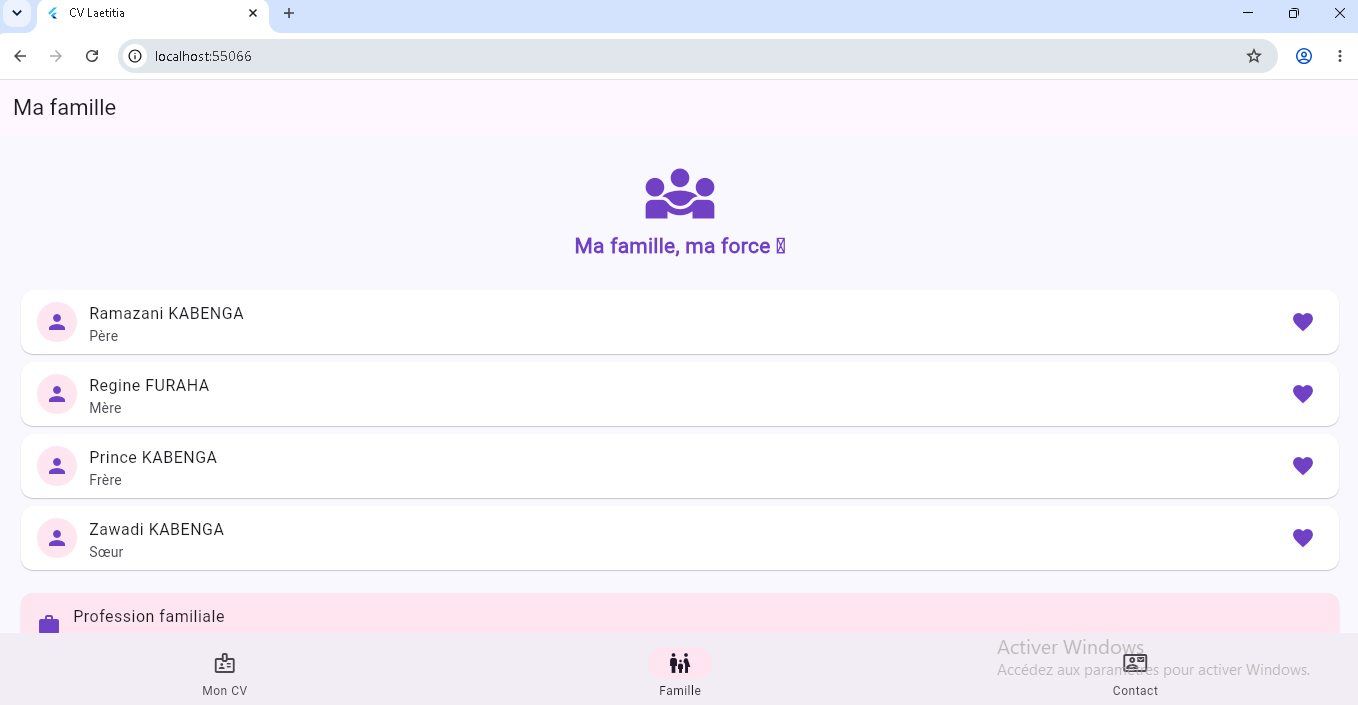 CV Laetitia
localhost:55066
Ma famille
Ma famille, ma force
Ramazani KABENGA
Père
Regine FURAHA
Mère
Prince KABENGA
Frère
Zawadi KABENGA
Sœur
Profession familiale
Activer Windows
Accédez aux paramètres pour activer Windows.
Mon CV
Famille
Contact